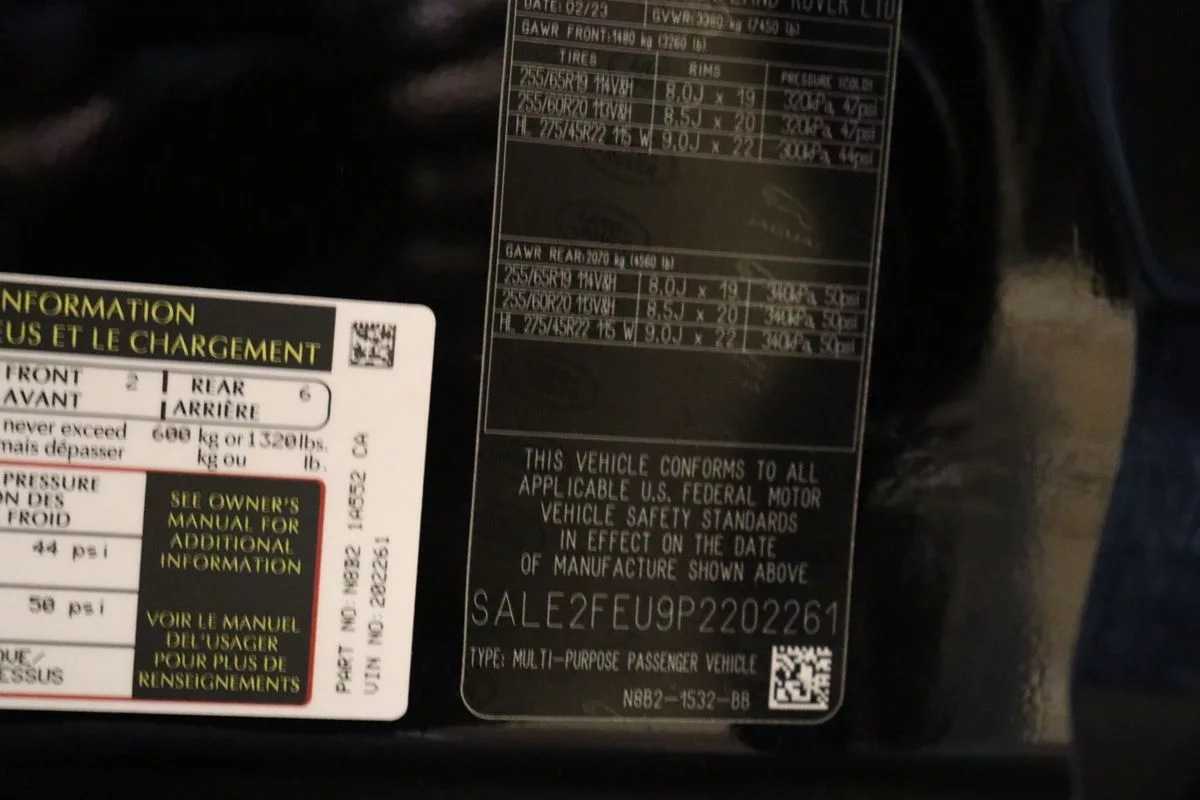 DATE: 02/23 GVWR: 3380 kg (7450 lb)
GAWR FRONT: 1480 kg (3260 lb)
TIRES RIMS PRESSURE (COLD)
255/65R19 114V&H 8.0J x 19 320kPa, 47psi
255/60R20 113V&H 8.5J x 20 320kPa, 47psi
HL 275/45R22 115 W 9.0J x 22 300kPa, 44psi
JAGUAR
GAWR REAR: 2070 kg (4560 lb)
255/65R19 114V&H 8.0J x 19 340kPa, 50psi
255/60R20 113V&H 8.5J x 20 340kPa, 50psi
HL 275/45R22 115 W 9.0J x 22 340kPa, 50psi
THIS VEHICLE CONFORMS TO ALL
APPLICABLE U.S. FEDERAL MOTOR
VEHICLE SAFETY STANDARDS
IN EFFECT ON THE DATE
OF MANUFACTURE SHOWN ABOVE
SALE2FEU9P2202261
TYPE: MULTI-PURPOSE PASSENGER VEHICLE
N8B2-1532-BB
NFORMATION
EUS ET LE CHARGEMENT
FRONT 2 REAR 6
AVANT ARRIÈRE
never exceed 600 kg or 1320 lbs.
mais dépasser kg ou lb.
PRESSURE
ON DES
FROID
44 psi
50 psi
QUE/
ESSUS
SEE OWNER'S
MANUAL FOR
ADDITIONAL
INFORMATION
VOIR LE MANUEL
DEL'USAGER
POUR PLUS DE
RENSEIGNEMENTS
PART NO: N8B2 1A552 CA
VIN NO: 202261